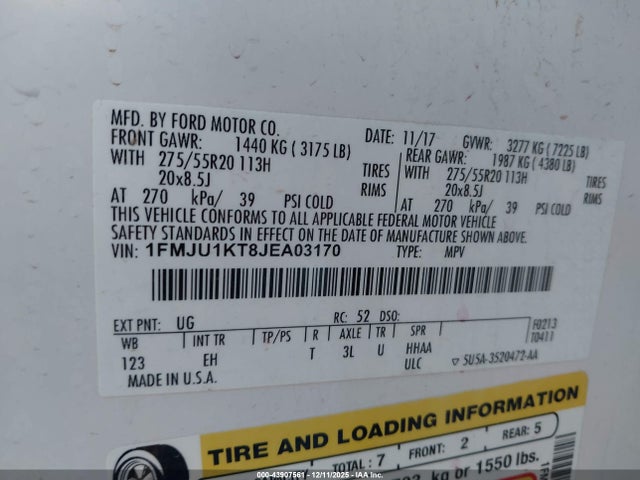 MFD. BY FORD MOTOR CO.
DATE: 11/17 GVWR: 3277 KG ( 7225 LB)
FRONT GAWR: 1440 KG ( 3175 LB) REAR GAWR: 1987 KG ( 4380 LB)
WITH 275/55R20 113H TIRES WITH 275/55R20 113H TIRES
20x8.5J RIMS 20x8.5J RIMS
AT 270 kPa/ 39 PSI COLD AT 270 kPa/ 39 PSI COLD
THIS VEHICLE CONFORMS TO ALL APPLICABLE FEDERAL MOTOR VEHICLE
SAFETY STANDARDS IN EFFECT ON THE DATE OF MANUFACTURE SHOWN ABOVE.
VIN: 1FMJU1KT8JEA03170 TYPE: MPV
EXT PNT: UG RC: 52 DSO: F0213
WB INT TR TP/PS R AXLE TR SPR T0411
123 EH T 3L U HHAA
ULC ▽ 5U5A-3520472-AA
MADE IN U.S.A.
TIRE AND LOADING INFORMATION
TOTAL : 7 FRONT: 2 REAR: 5
kg or 1550 lbs.
000-43907561 - 12/11/2025 - IAA Inc.